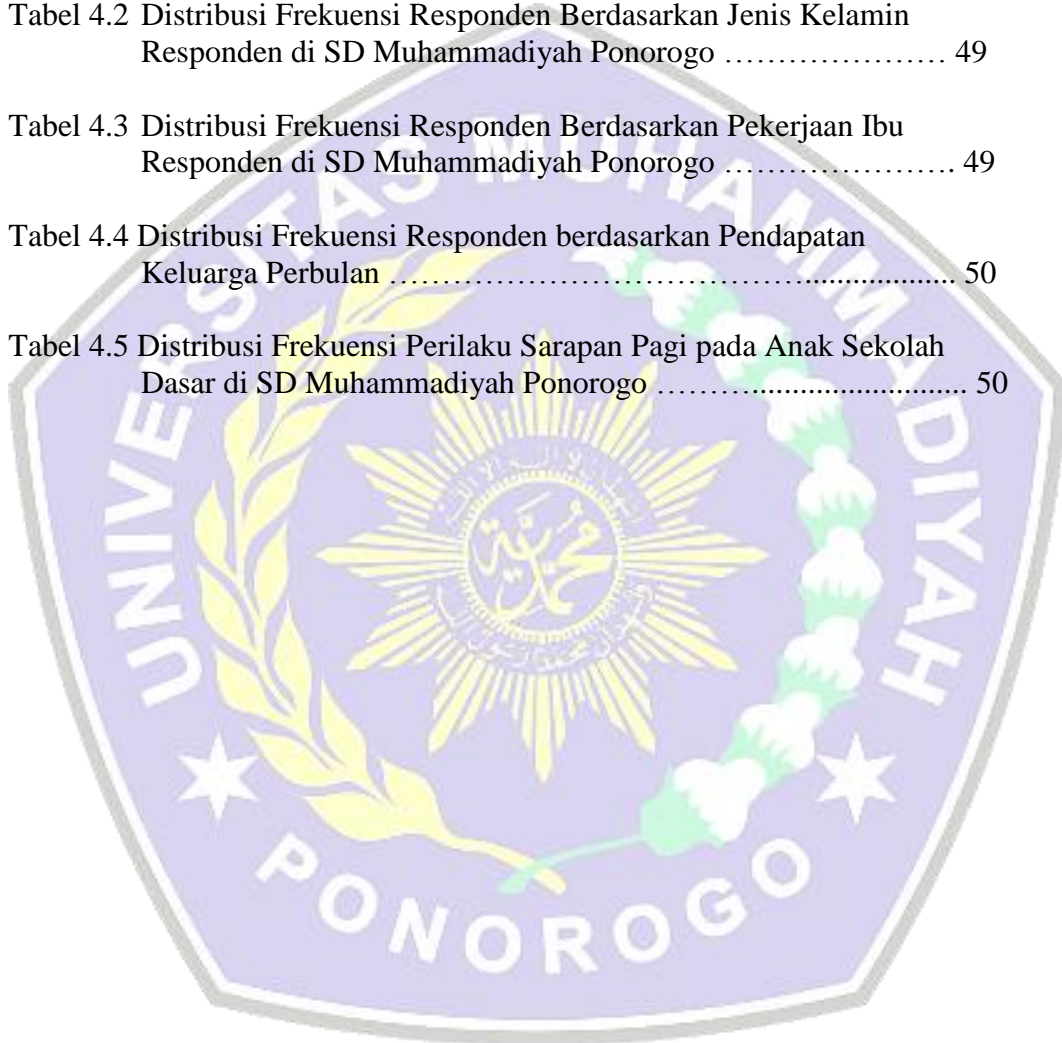 Tabel 4.2 Distribusi Frekuensi Responden Berdasarkan Jenis Kelamin
Responden di SD Muhammadiyah Ponorogo ………………… 49
Tabel 4.3 Distribusi Frekuensi Responden Berdasarkan Pekerjaan Ibu
Responden di SD Muhammadiyah Ponorogo …………………. 49
Tabel 4.4 Distribusi Frekuensi Responden berdasarkan Pendapatan
Keluarga Perbulan ………………………………….................... 50
Tabel 4.5 Distribusi Frekuensi Perilaku Sarapan Pagi pada Anak Sekolah
Dasar di SD Muhammadiyah Ponorogo ………............................ 50
UNIVERSITAS MUHAMMADIYAH
محمدية
PONOROGO